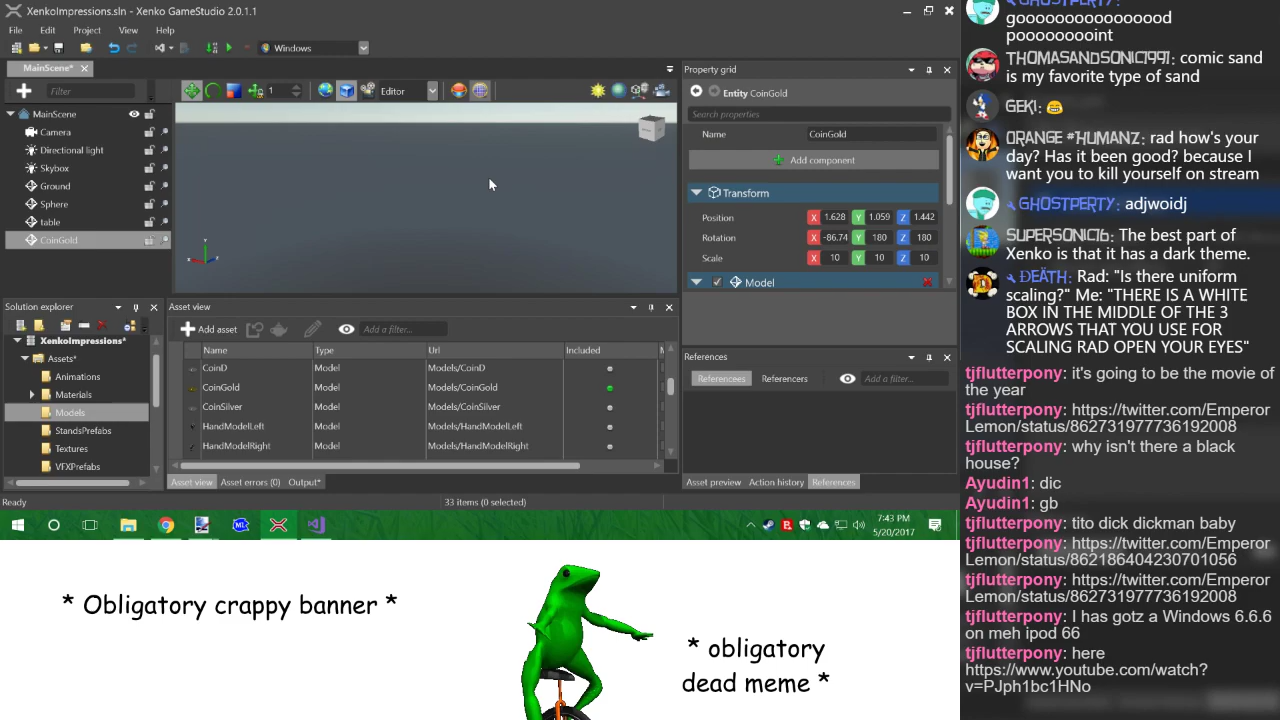 XenkoImpressions.sln - Xenko GameStudio 2.0.1.1
File Edit Project View Help
Windows
MainScene*
Filter
1
Editor
MainScene
Camera
Directional light
Skybox
Ground
Sphere
table
CoinGold
Property grid
Entity CoinGold
Search properties
Name CoinGold
Add component
Transform
Position X 1.628 Y 1.059 Z 1.442
Rotation X -86.74 Y 180 Z 180
Scale X 10 Y 10 Z 10
Model
Solution explorer
XenkoImpressions*
Assets*
Animations
Materials
Models
StandsPrefabs
Textures
VFXPrefabs
Asset view
Add asset
Add a filter...
Name Type Url Included
CoinD Model Models/CoinD
CoinGold Model Models/CoinGold
CoinSilver Model Models/CoinSilver
HandModelLeft Model Models/HandModelLeft
HandModelRight Model Models/HandModelRight
Asset view Asset errors (0) Output*
References
Referencees Referencers
Add a filter...
Asset preview Action history References
Ready
33 items (0 selected)
7:43 PM
5/20/2017
* Obligatory crappy banner *
* obligatory
dead meme *
GHOSTPERTY:
gooooooooooooood
pooooooooint
THOMASANDSONIC1991: comic sand
is my favorite type of sand
GEKI: 😄
ORANGE #HUMANZ: rad how's your
day? Has it been good? because I
want you to kill yourself on stream
GHOSTPERTY: adjwoidj
SUPERSONIC16: The best part of
Xenko is that it has a dark theme.
ĐEÄTH: Rad: "Is there uniform
scaling?" Me: "THERE IS A WHITE
BOX IN THE MIDDLE OF THE 3
ARROWS THAT YOU USE FOR
SCALING RAD OPEN YOUR EYES"
tjflutterpony: it's going to be the movie of
the year
tjflutterpony: https://twitter.com/Emperor
Lemon/status/862731977736192008
tjflutterpony: why isn't there a black
house?
Ayudin1: dic
Ayudin1: gb
tjflutterpony: tito dick dickman baby
tjflutterpony: https://twitter.com/Emperor
Lemon/status/862186404230701056
tjflutterpony: https://twitter.com/Emperor
Lemon/status/862731977736192008
tjflutterpony: I has gotz a Windows 6.6.6
on meh ipod 66
tjflutterpony: here
https://www.youtube.com/watch?
v=PJph1bc1HNo